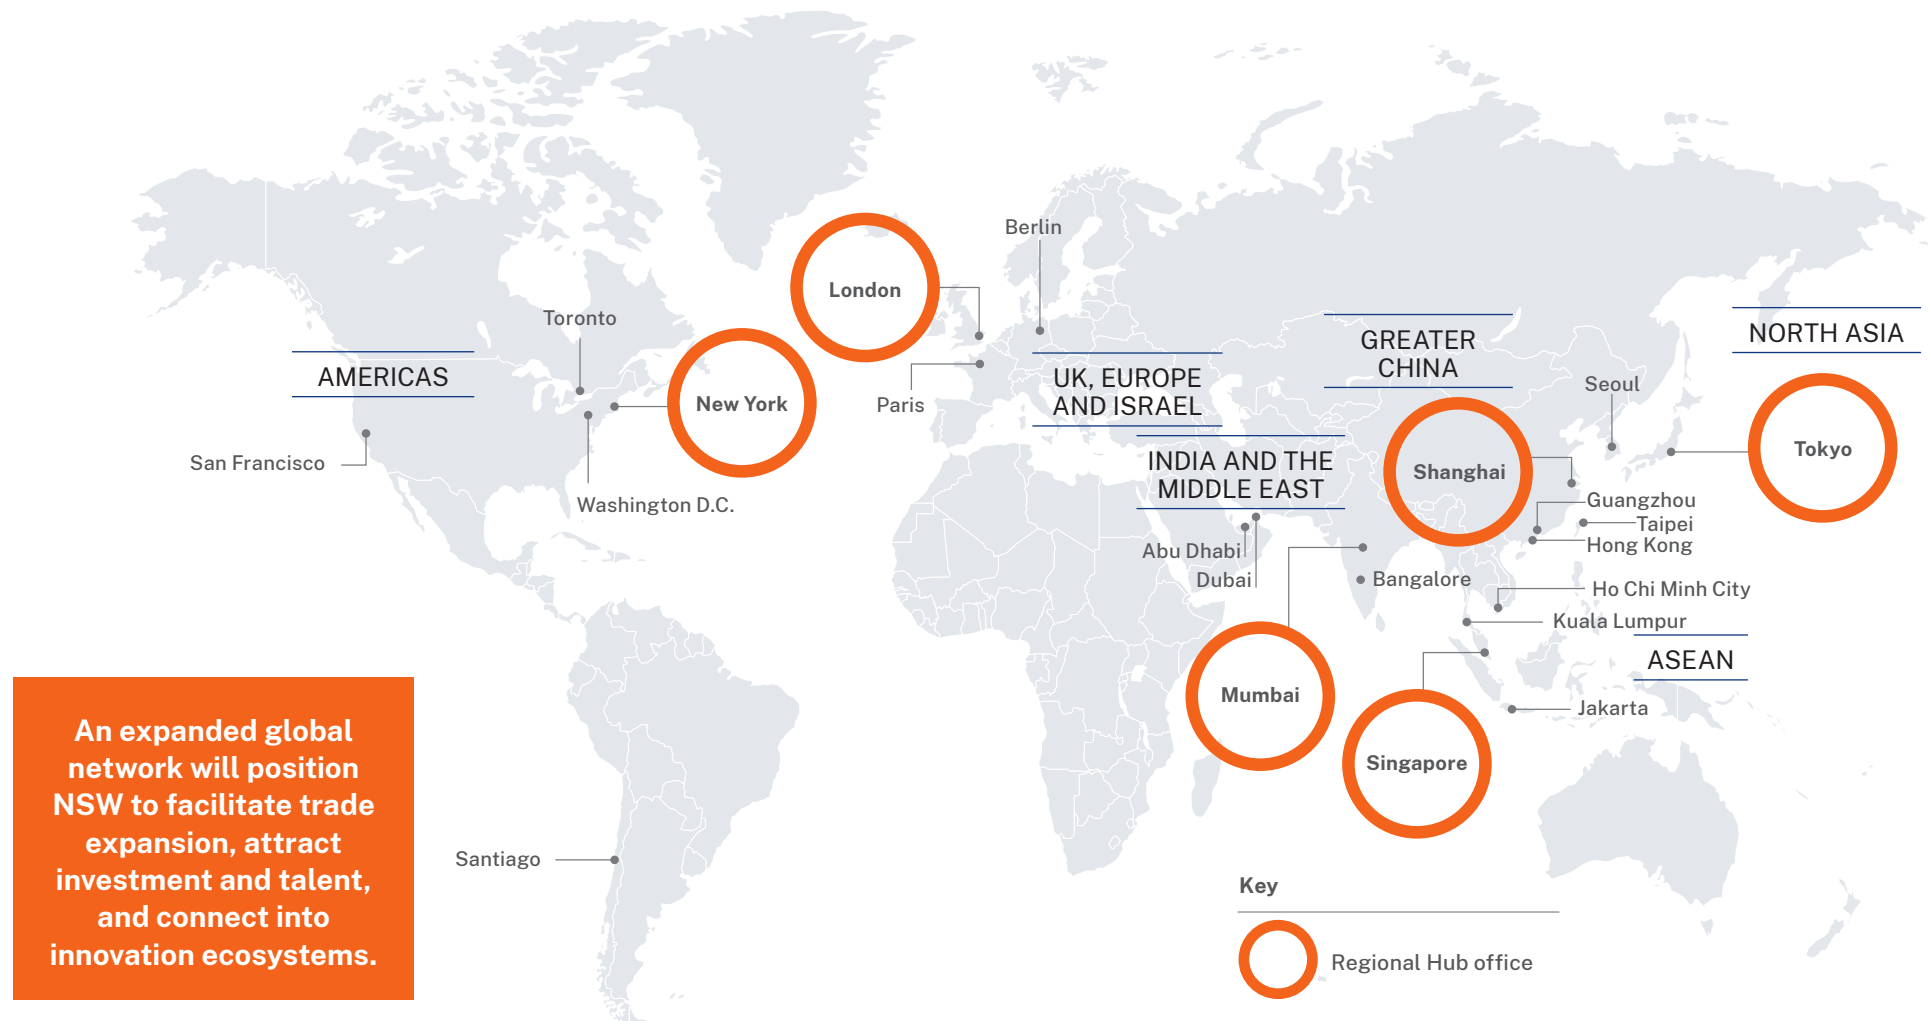 Berlin
London
Toronto
NORTH ASIA
GREATER
CHINA
AMERICAS
UK, EUROPE
AND ISRAEL
Seoul
New York
Paris
Tokyo
San Francisco
INDIA AND THE
MIDDLE EAST
Shanghai
Washington D.C.
Guangzhou
Taipei
Hong Kong
Abu Dhabi
Dubai
Bangalore
Ho Chi Minh City
Kuala Lumpur
ASEAN
Mumbai
Jakarta
Singapore
An expanded global
network will position
NSW to facilitate trade
expansion, attract
investment and talent,
and connect into
innovation ecosystems.
Santiago
Key
Regional Hub office